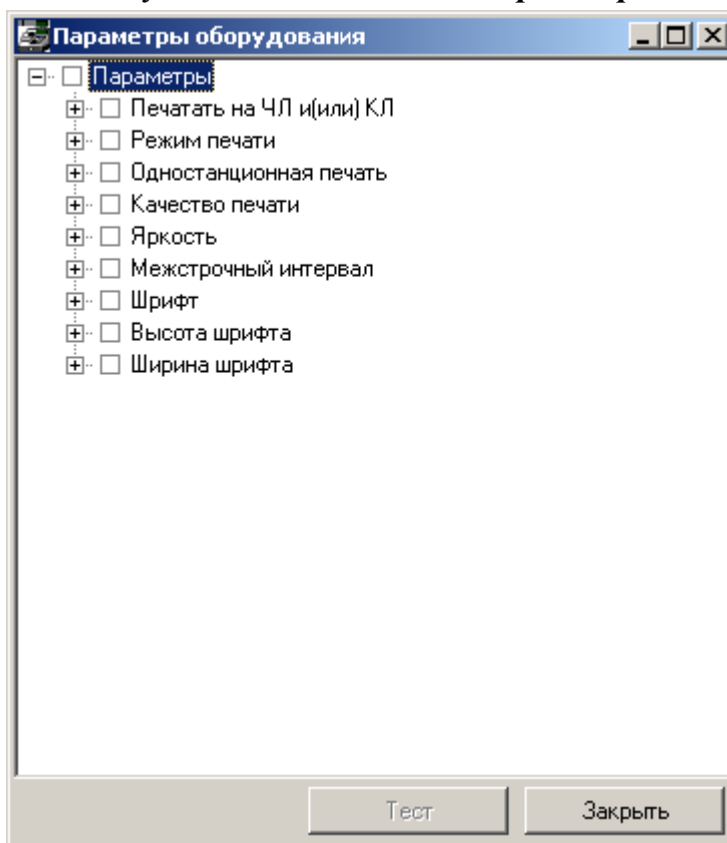 Параметры оборудования
Параметры
Печатать на ЧЛ и(или) КЛ
Режим печати
Одностанционная печать
Качество печати
Яркость
Межстрочный интервал
Шрифт
Высота шрифта
Ширина шрифта
Тест
Закрыть